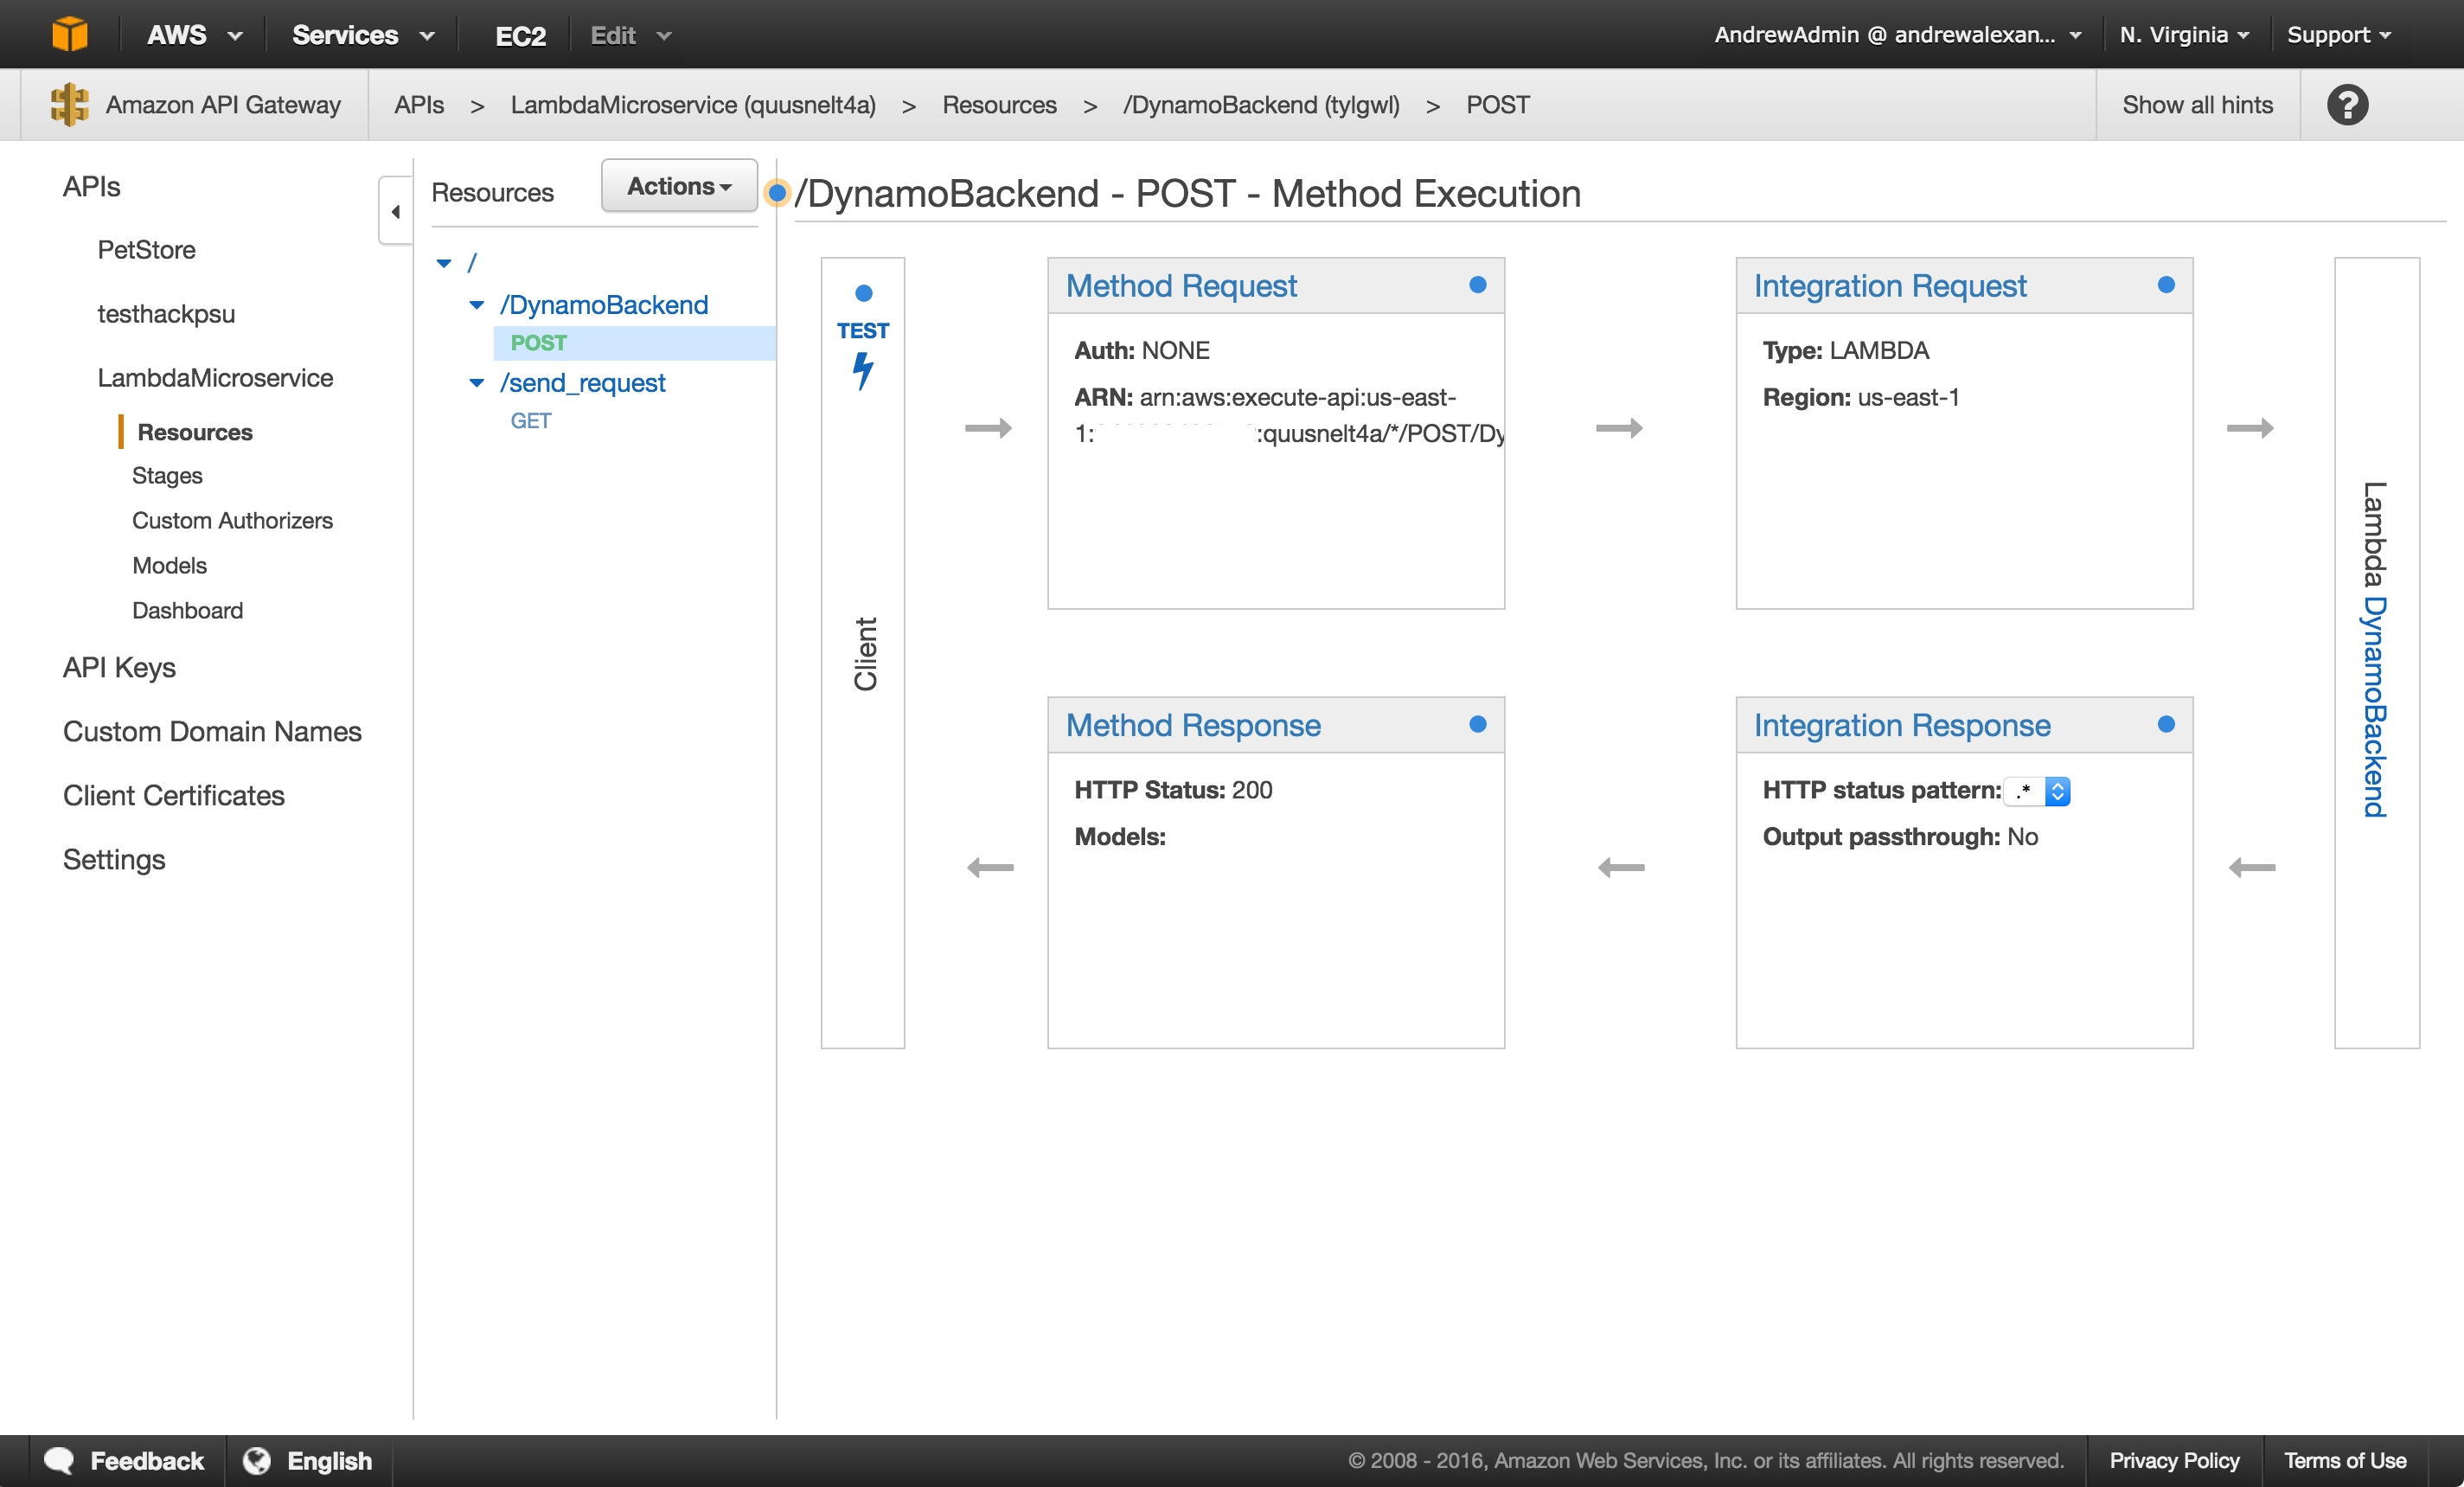 AWS Services EC2 Edit AndrewAdmin @ andrewalexan... N. Virginia Support
Amazon API Gateway APIs > LambdaMicroservice (quusnelt4a) > Resources > /DynamoBackend (tylgwl) > POST Show all hints ?
APIs
PetStore
testhackpsu
LambdaMicroservice
Resources
Stages
Custom Authorizers
Models
Dashboard
API Keys
Custom Domain Names
Client Certificates
Settings
Resources Actions
/
/DynamoBackend
POST
/send_request
GET
/DynamoBackend - POST - Method Execution
TEST
Client
Method Request
Auth: NONE
ARN: arn:aws:execute-api:us-east-
1: :quusnelt4a/*/POST/Dy
Integration Request
Type: LAMBDA
Region: us-east-1
Lambda DynamoBackend
Method Response
HTTP Status: 200
Models:
Integration Response
HTTP status pattern: .*
Output passthrough: No
Feedback English © 2008 - 2016, Amazon Web Services, Inc. or its affiliates. All rights reserved. Privacy Policy Terms of Use